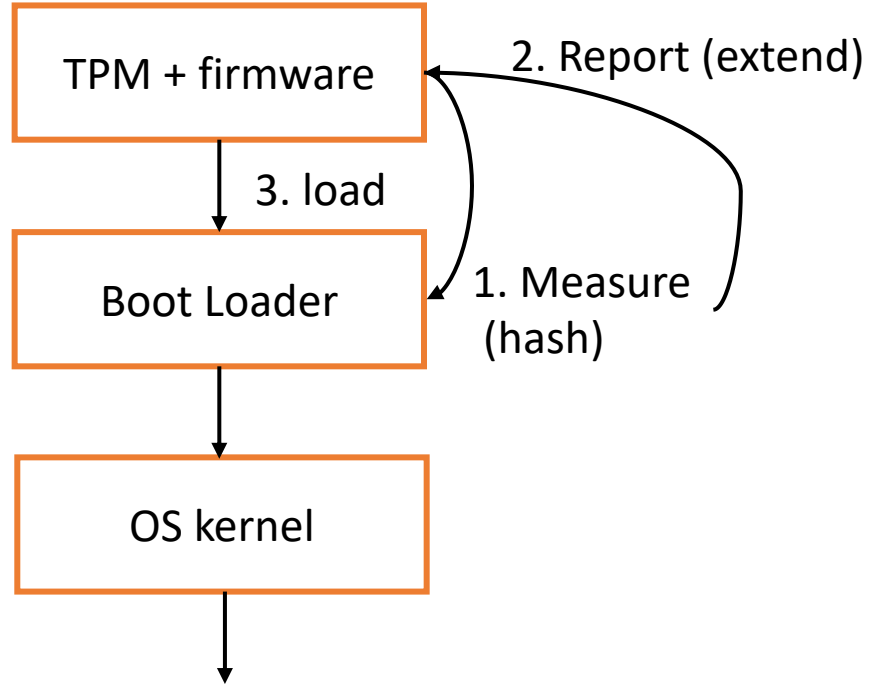 TPM + firmware
2. Report (extend)
3. load
Boot Loader
1. Measure
(hash)
OS kernel